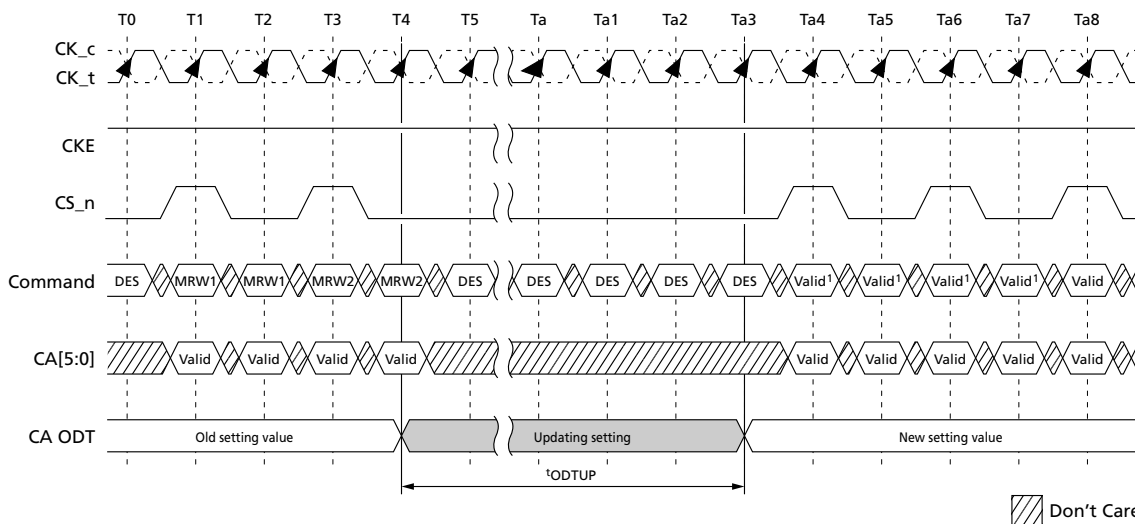 T0 T1 T2 T3 T4 T5 Ta Ta1 Ta2 Ta3 Ta4 Ta5 Ta6 Ta7 Ta8
CK_c
CK_t
CKE
CS_n
Command DES MRW1 MRW1 MRW2 MRW2 DES DES DES DES DES Valid¹ Valid¹ Valid¹ Valid¹ Valid
CA[5:0] Valid Valid Valid Valid Valid Valid Valid Valid Valid
CA ODT Old setting value Updating setting New setting value
ᵗODTUP
Don't Care